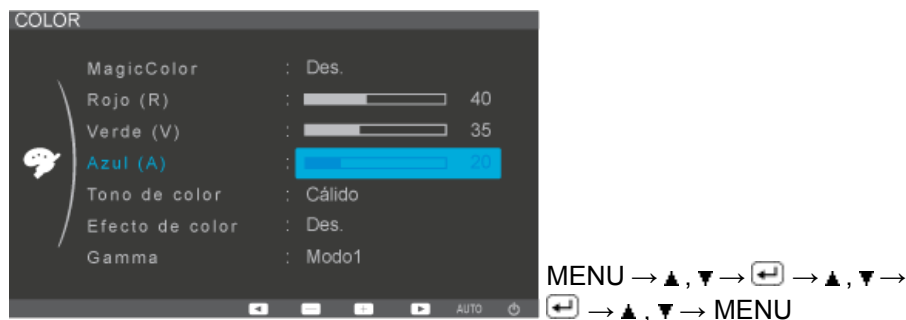 COLOR
MagicColor : Des.
Rojo (R) : 40
Verde (V) : 35
Azul (A) : 20
Tono de color : Cálido
Efecto de color : Des.
Gamma : Modo1
AUTO
MENU → ▲ , ▼ → ↵ → ▲ , ▼ →
↵ → ▲ , ▼ → MENU